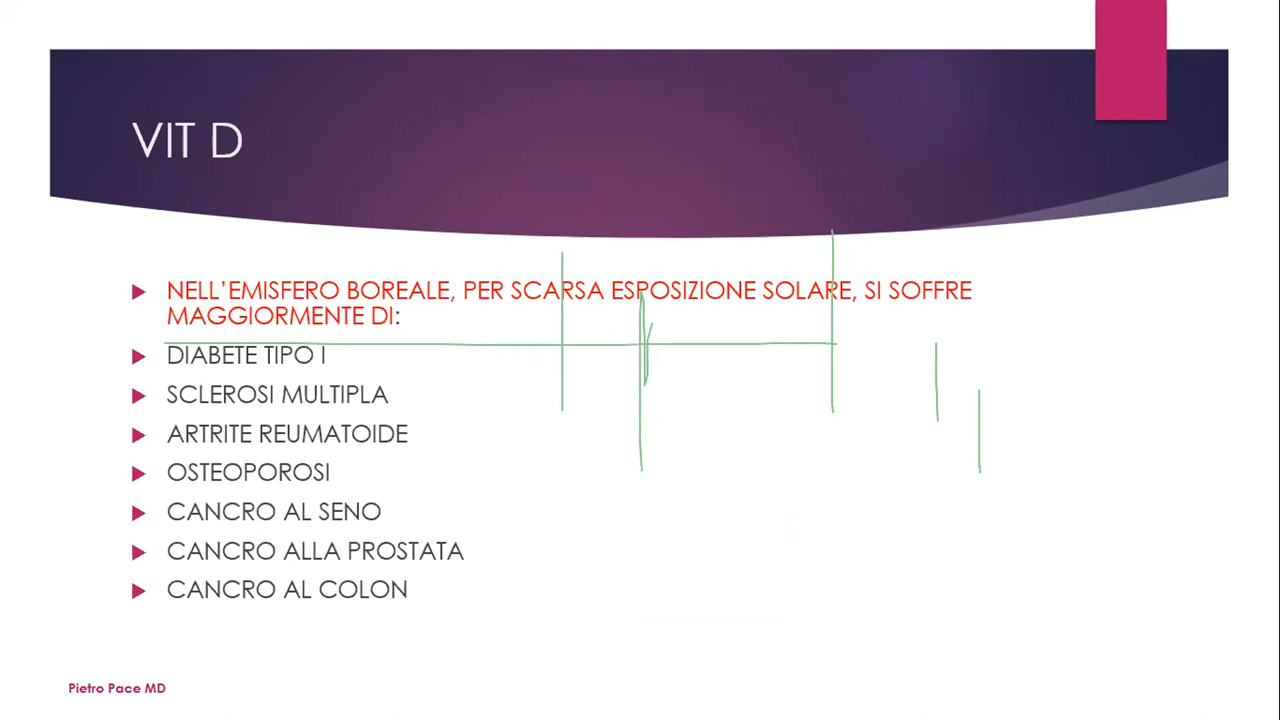 VIT D
NELL'EMISFERO BOREALE, PER SCARSA ESPOSIZIONE SOLARE, SI SOFFRE
MAGGIORMENTE DI:
DIABETE TIPO I
SCLEROSI MULTIPLA
ARTRITE REUMATOIDE
OSTEOPOROSI
CANCRO AL SENO
CANCRO ALLA PROSTATA
CANCRO AL COLON
Pietro Pace MD